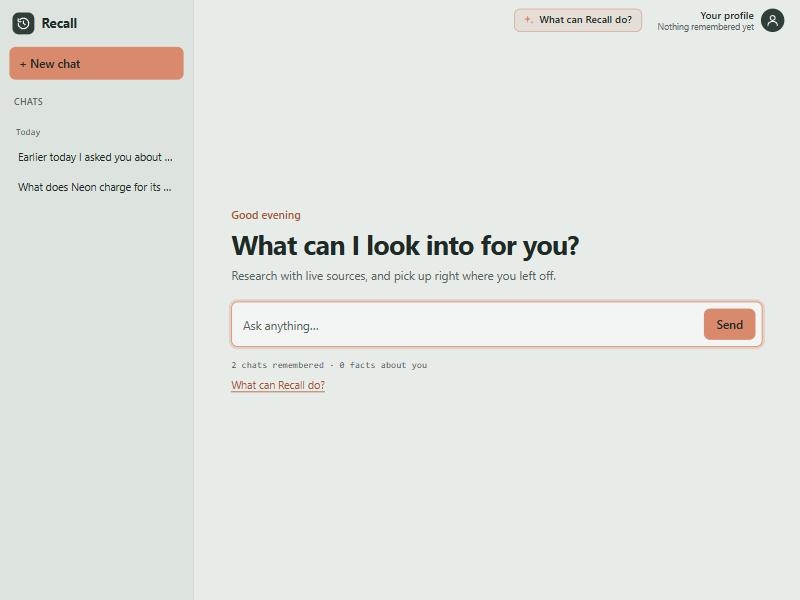 Recall
+ New chat
CHATS
Today
Earlier today I asked you about ...
What does Neon charge for its ...
What can Recall do?
Your profile
Nothing remembered yet
Good evening
What can I look into for you?
Research with live sources, and pick up right where you left off.
Ask anything...
Send
2 chats remembered · 0 facts about you
What can Recall do?